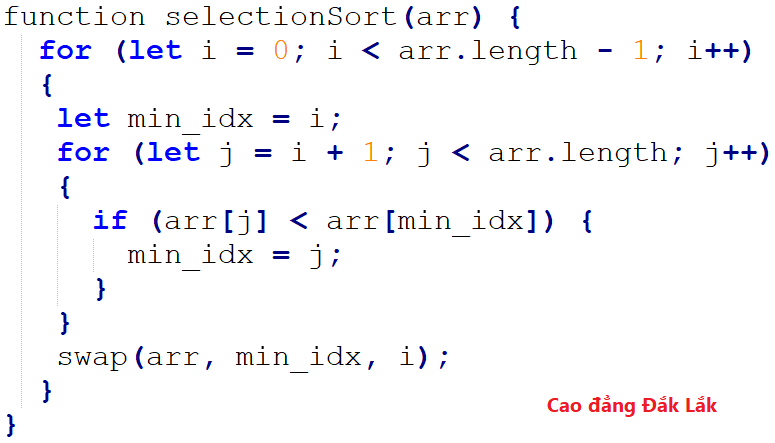 function selectionSort(arr) {
for (let i = 0; i < arr.length - 1; i++)
{
let min_idx = i;
for (let j = i + 1; j < arr.length; j++)
{
if (arr[j] < arr[min_idx]) {
min_idx = j;
}
}
swap(arr, min_idx, i);
}
Cao đẳng Đắk Lắk
}